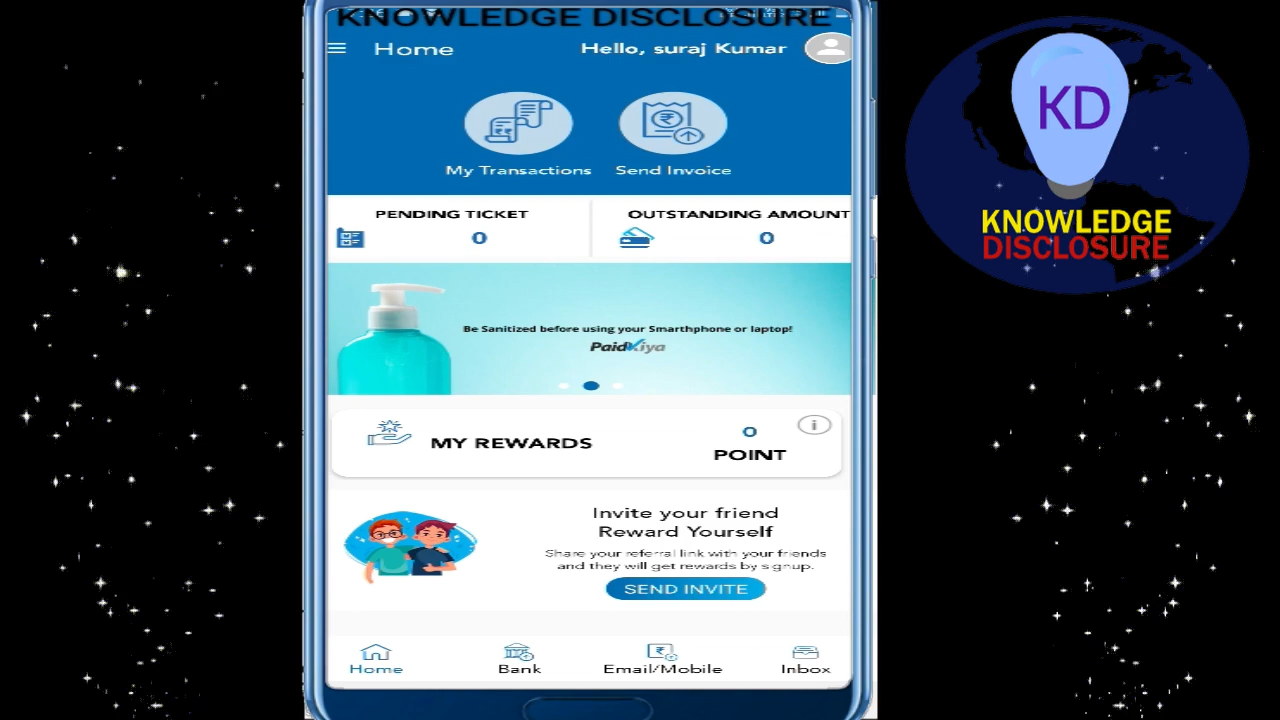 KNOWLEDGE DISCLOSURE
Home
Hello, suraj Kumar
My Transactions
Send Invoice
PENDING TICKET
0
OUTSTANDING AMOUNT
0
Be Sanitized before using your Smarthphone or laptop!
PaidKiya
MY REWARDS
0
POINT
Invite your friend
Reward Yourself
Share your referral link with your friends
and they will get rewards by signup.
SEND INVITE
Home
Bank
Email/Mobile
Inbox
KD
KNOWLEDGE
DISCLOSURE